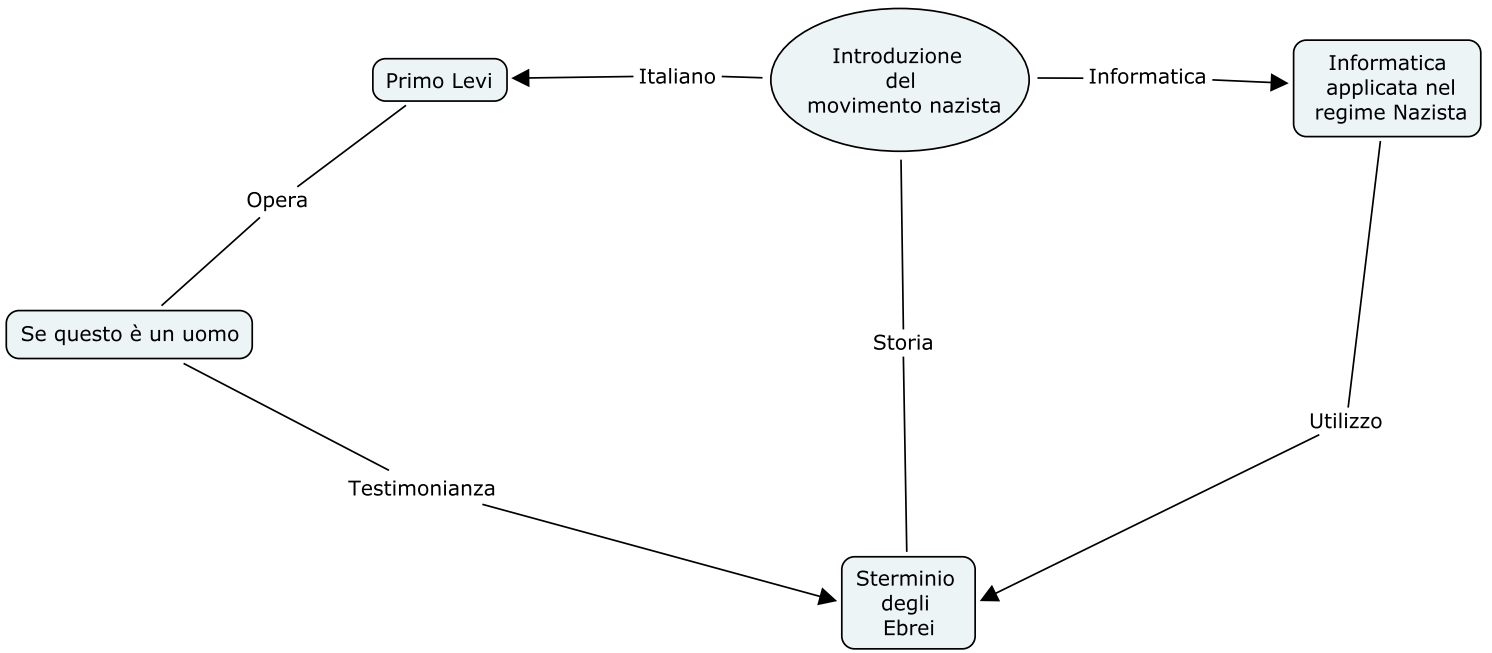 Introduzione
del
movimento nazista
Italiano
Informatica
Primo Levi
Informatica
applicata nel
regime Nazista
Opera
Se questo è un uomo
Storia
Utilizzo
Testimonianza
Sterminio
degli
Ebrei